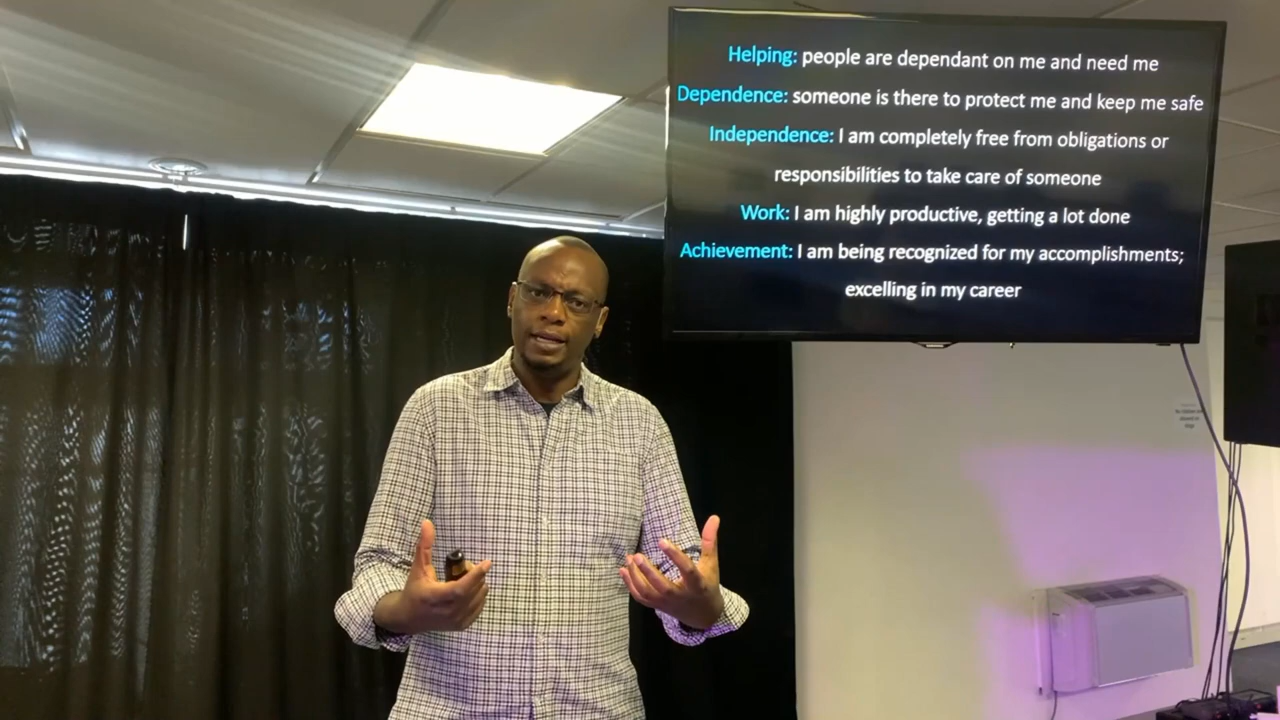 Helping: people are dependant on me and need me
Dependence: someone is there to protect me and keep me safe
Independence: I am completely free from obligations or
responsibilities to take care of someone
Work: I am highly productive, getting a lot done
Achievement: I am being recognized for my accomplishments;
excelling in my career